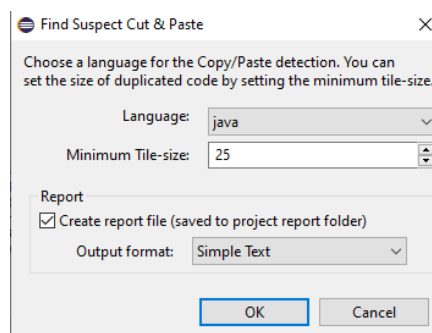 Find Suspect Cut & Paste
Choose a language for the Copy/Paste detection. You can
set the size of duplicated code by setting the minimum tile-size.
Language: java
Minimum Tile-size: 25
Report
Create report file (saved to project report folder)
Output format: Simple Text
OK Cancel